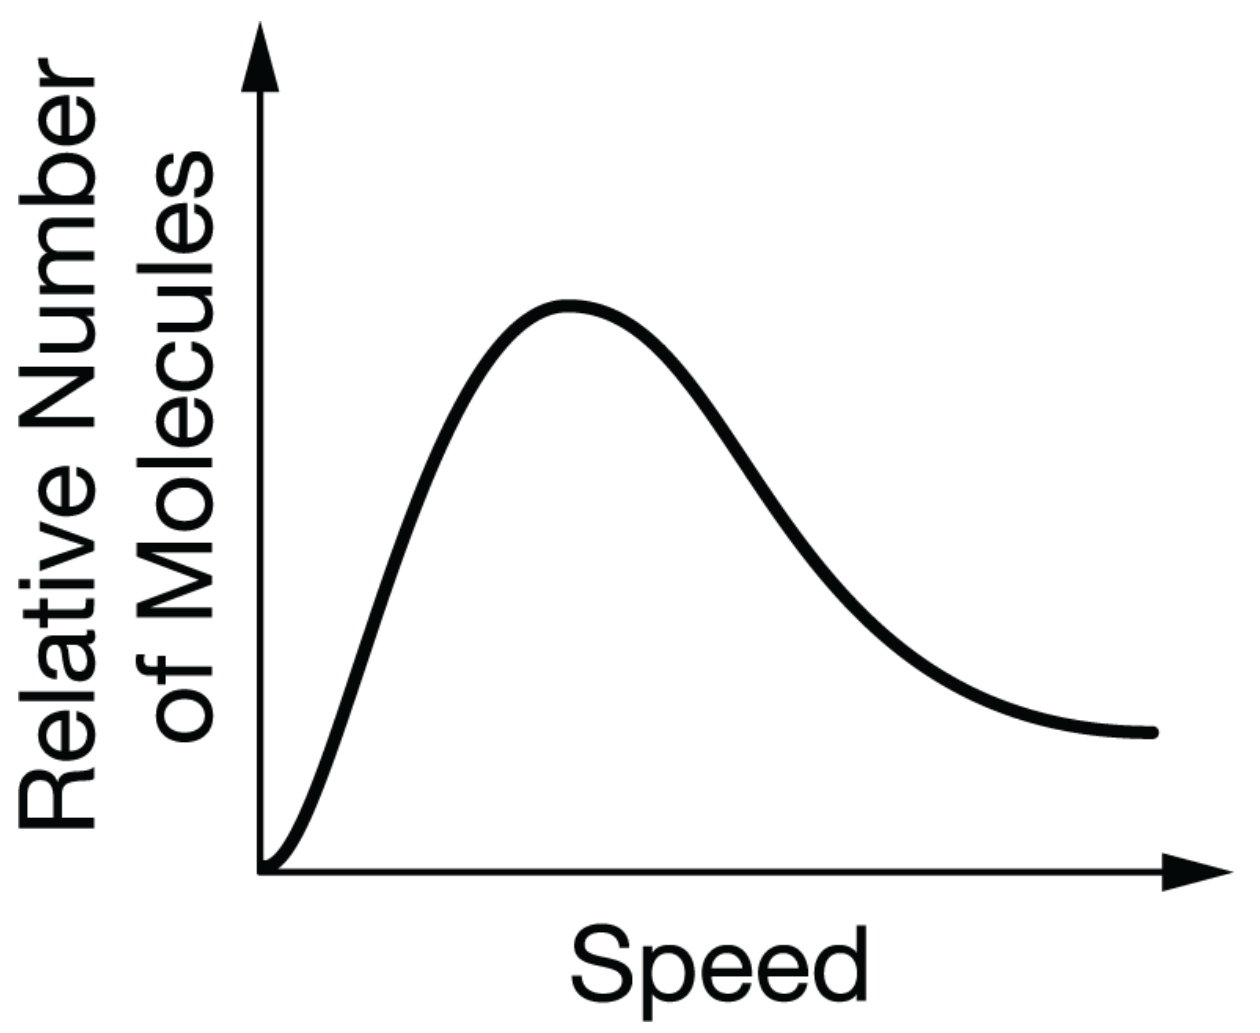 Relative Number
of Molecules
Speed